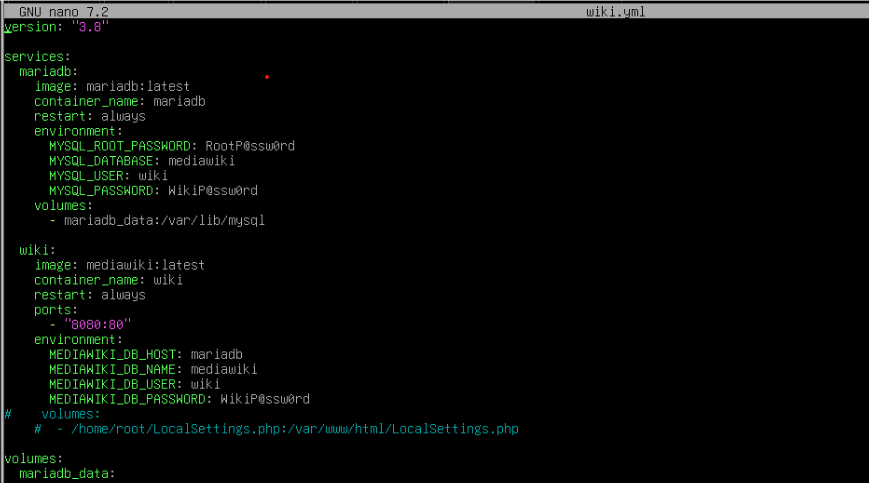 GNU nano 7.2 wiki.yml
version: "3.8"
services:
mariadb:
image: mariadb:latest
container_name: mariadb
restart: always
environment:
MYSQL_ROOT_PASSWORD: RootP@ssw0rd
MYSQL_DATABASE: mediawiki
MYSQL_USER: wiki
MYSQL_PASSWORD: WikiP@ssw0rd
volumes:
- mariadb_data:/var/lib/mysql
wiki:
image: mediawiki:latest
container_name: wiki
restart: always
ports:
- "8080:80"
environment:
MEDIAWIKI_DB_HOST: mariadb
MEDIAWIKI_DB_NAME: mediawiki
MEDIAWIKI_DB_USER: wiki
MEDIAWIKI_DB_PASSWORD: WikiP@ssw0rd
# volumes:
# - /home/root/LocalSettings.php:/var/www/html/LocalSettings.php
volumes:
mariadb_data: